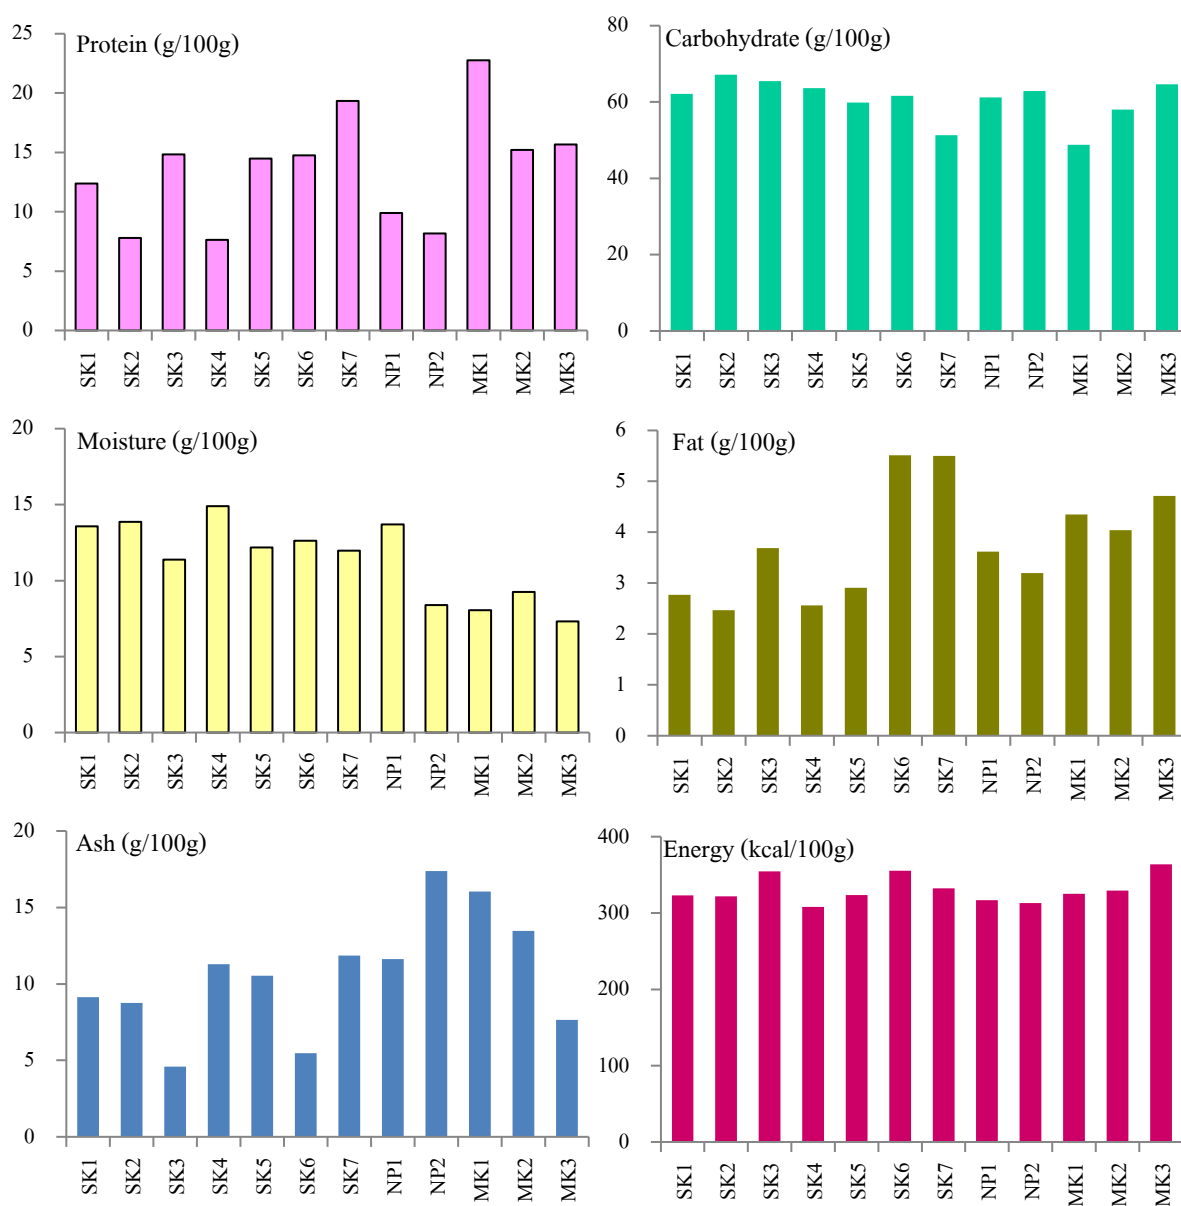 Protein (g/100g)
25
20
15
10
5
0
SK1 SK2 SK3 SK4 SK5 SK6 SK7 NP1 NP2 MK1 MK2 MK3
Carbohydrate (g/100g)
80
60
40
20
0
SK1 SK2 SK3 SK4 SK5 SK6 SK7 NP1 NP2 MK1 MK2 MK3
Moisture (g/100g)
20
15
10
5
0
SK1 SK2 SK3 SK4 SK5 SK6 SK7 NP1 NP2 MK1 MK2 MK3
Fat (g/100g)
6
5
4
3
2
1
0
SK1 SK2 SK3 SK4 SK5 SK6 SK7 NP1 NP2 MK1 MK2 MK3
Ash (g/100g)
20
15
10
5
0
SK1 SK2 SK3 SK4 SK5 SK6 SK7 NP1 NP2 MK1 MK2 MK3
Energy (kcal/100g)
400
300
200
100
0
SK1 SK2 SK3 SK4 SK5 SK6 SK7 NP1 NP2 MK1 MK2 MK3